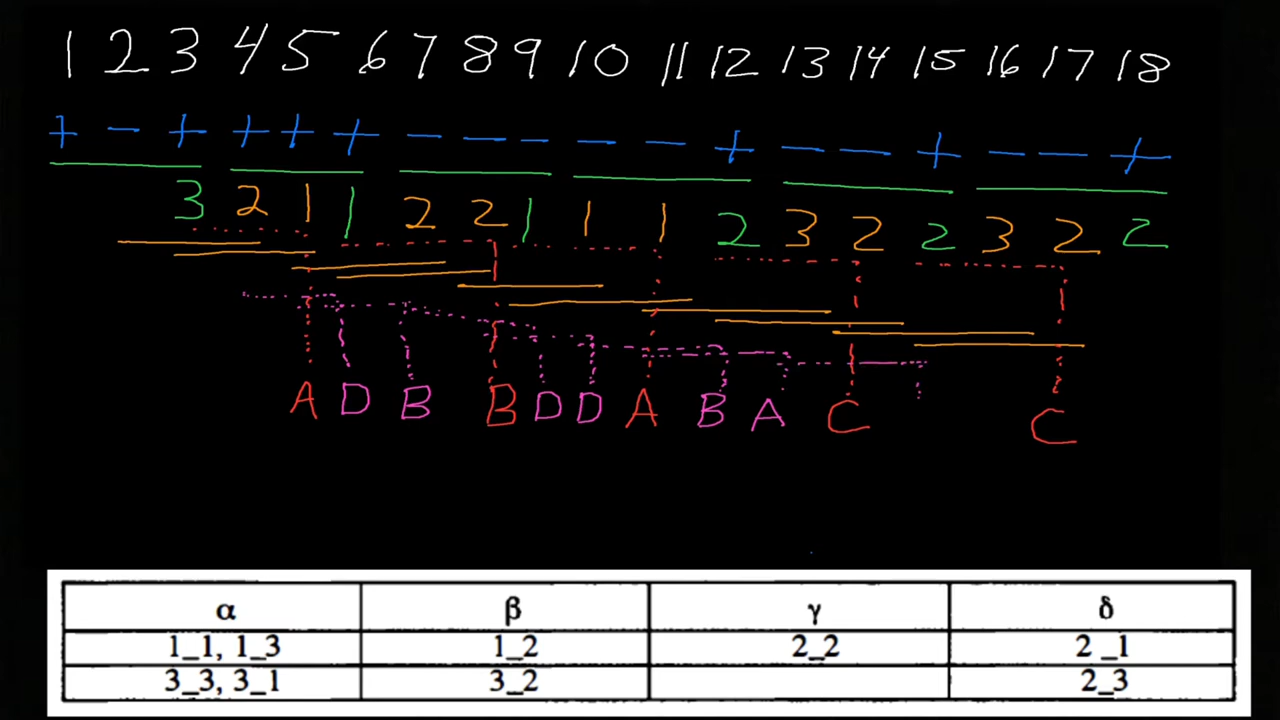 1 2 3 4 5 6 7 8 9 10 11 12 13 14 15 16 17 18
+ - + + + + - - - - - + - - + - - +
3 2 1 1 2 2 1 1 1 2 3 2 2 3 2 2
A D B B D D A B A C C
α β γ δ
1_1, 1_3 1_2 2_2 2_1
3_3, 3_1 3_2 2_3